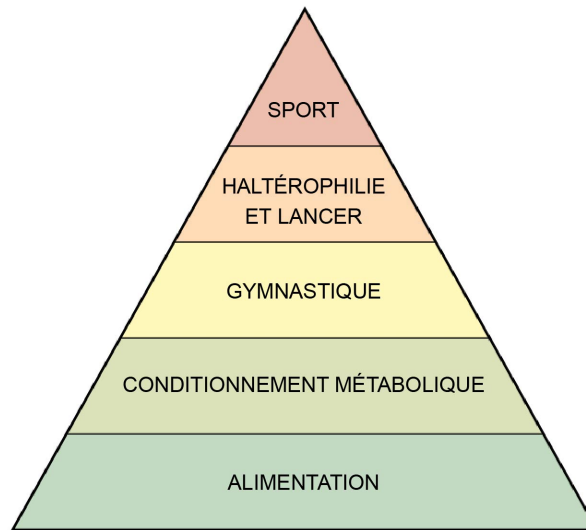 SPORT
HALTÉROPHILIE
ET LANCER
GYMNASTIQUE
CONDITIONNEMENT MÉTABOLIQUE
ALIMENTATION